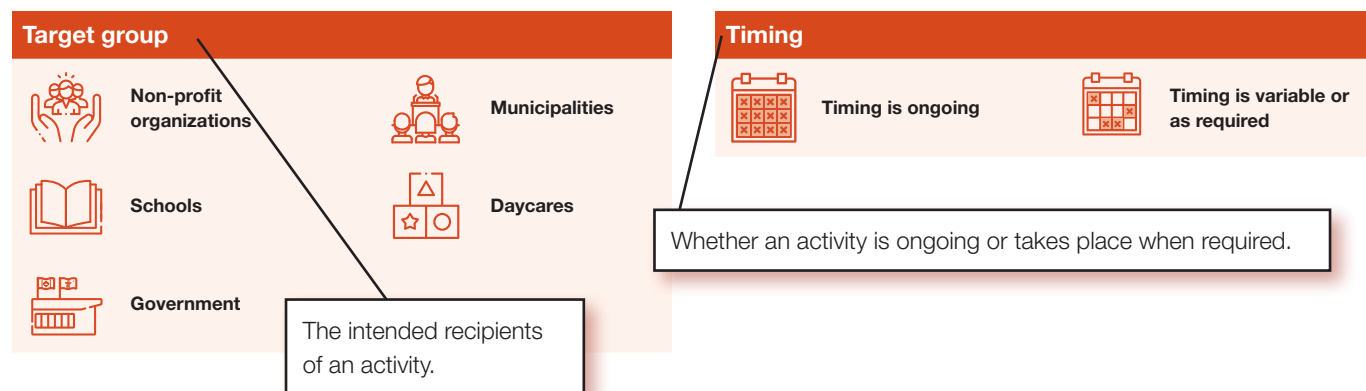 Target group
Non-profit
organizations
Municipalities
Schools
Daycares
Government
The intended recipients
of an activity.
Timing
Timing is ongoing
Timing is variable or
as required
Whether an activity is ongoing or takes place when required.